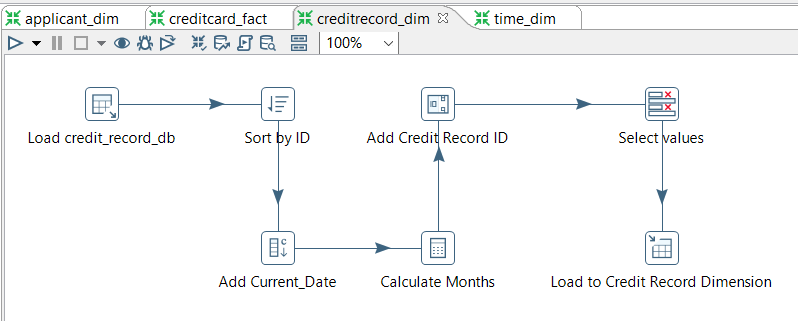 applicant_dim creditcard_fact creditrecord_dim time_dim
100%
Load credit_record_db Sort by ID Add Credit Record ID Select values
Add Current_Date Calculate Months Load to Credit Record Dimension